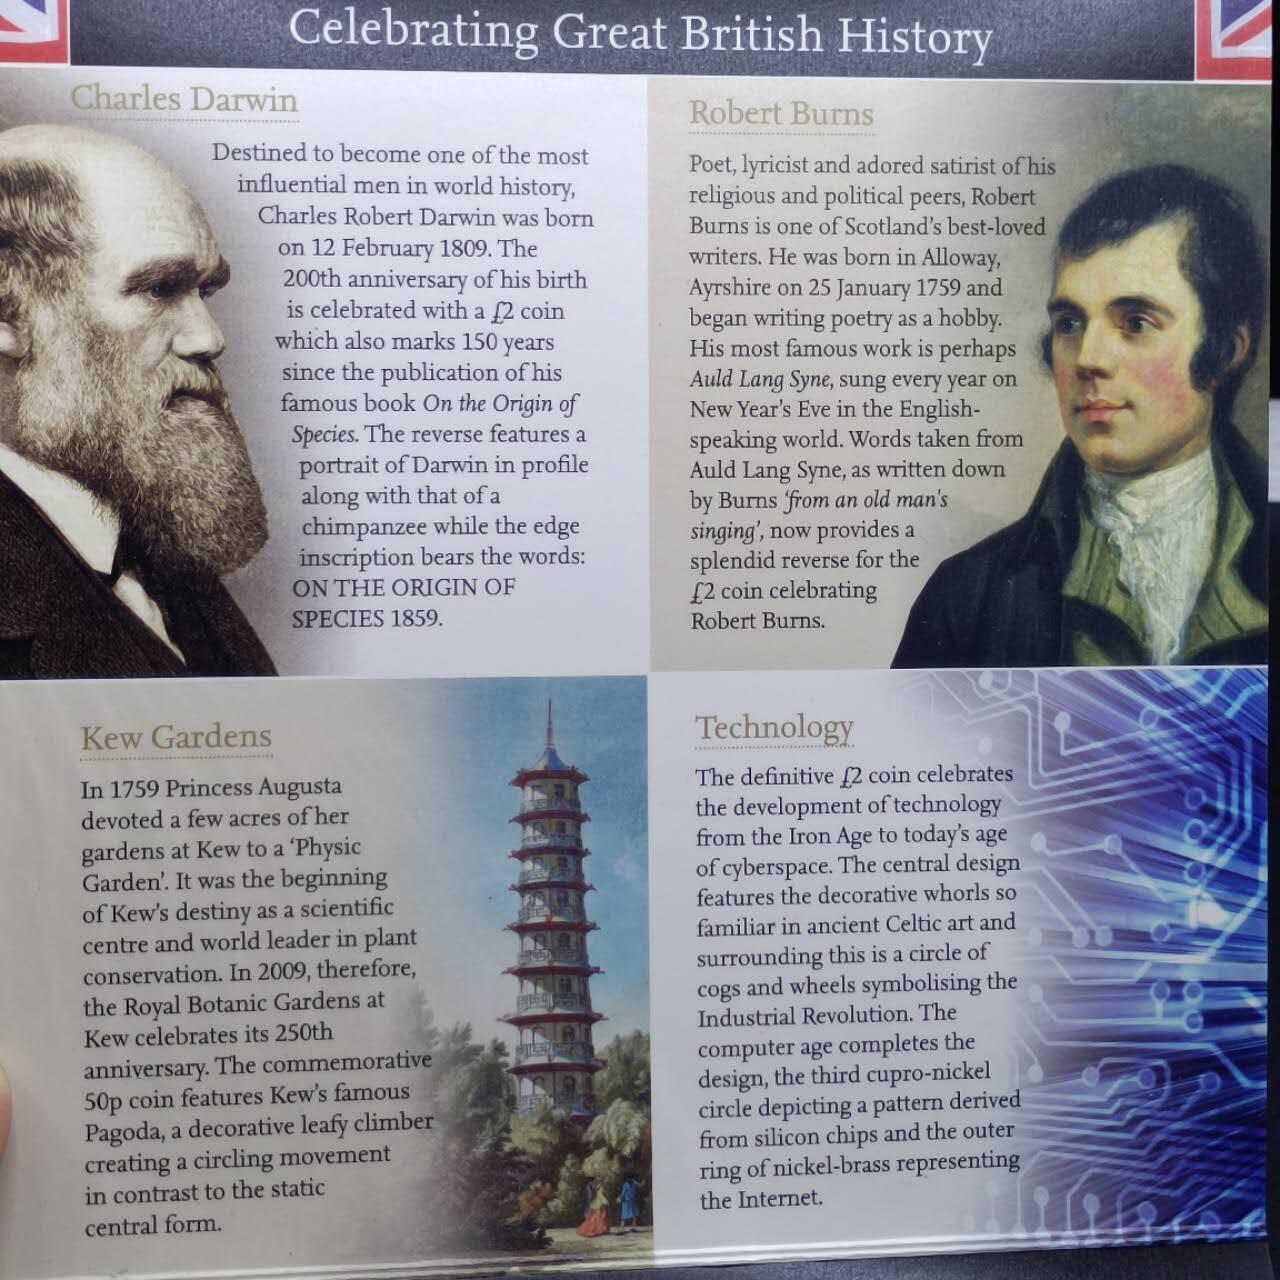 Celebrating Great British History
Charles Darwin
Destined to become one of the most
influential men in world history,
Charles Robert Darwin was born
on 12 February 1809. The
200th anniversary of his birth
is celebrated with a £2 coin
which also marks 150 years
since the publication of his
famous book On the Origin of
Species. The reverse features a
portrait of Darwin in profile
along with that of a
chimpanzee while the edge
inscription bears the words:
ON THE ORIGIN OF
SPECIES 1859.
Robert Burns
Poet, lyricist and adored satirist of his
religious and political peers, Robert
Burns is one of Scotland's best-loved
writers. He was born in Alloway,
Ayrshire on 25 January 1759 and
began writing poetry as a hobby.
His most famous work is perhaps
Auld Lang Syne, sung every year on
New Year's Eve in the English-
speaking world. Words taken from
Auld Lang Syne, as written down
by Burns 'from an old man's
singing', now provides a
splendid reverse for the
£2 coin celebrating
Robert Burns.
Kew Gardens
In 1759 Princess Augusta
devoted a few acres of her
gardens at Kew to a 'Physic
Garden'. It was the beginning
of Kew's destiny as a scientific
centre and world leader in plant
conservation. In 2009, therefore,
the Royal Botanic Gardens at
Kew celebrates its 250th
anniversary. The commemorative
50p coin features Kew's famous
Pagoda, a decorative leafy climber
creating a circling movement
in contrast to the static
central form.
Technology
The definitive £2 coin celebrates
the development of technology
from the Iron Age to today's age
of cyberspace. The central design
features the decorative whorls so
familiar in ancient Celtic art and
surrounding this is a circle of
cogs and wheels symbolising the
Industrial Revolution. The
computer age completes the
design, the third cupro-nickel
circle depicting a pattern derived
from silicon chips and the outer
ring of nickel-brass representing
the Internet.